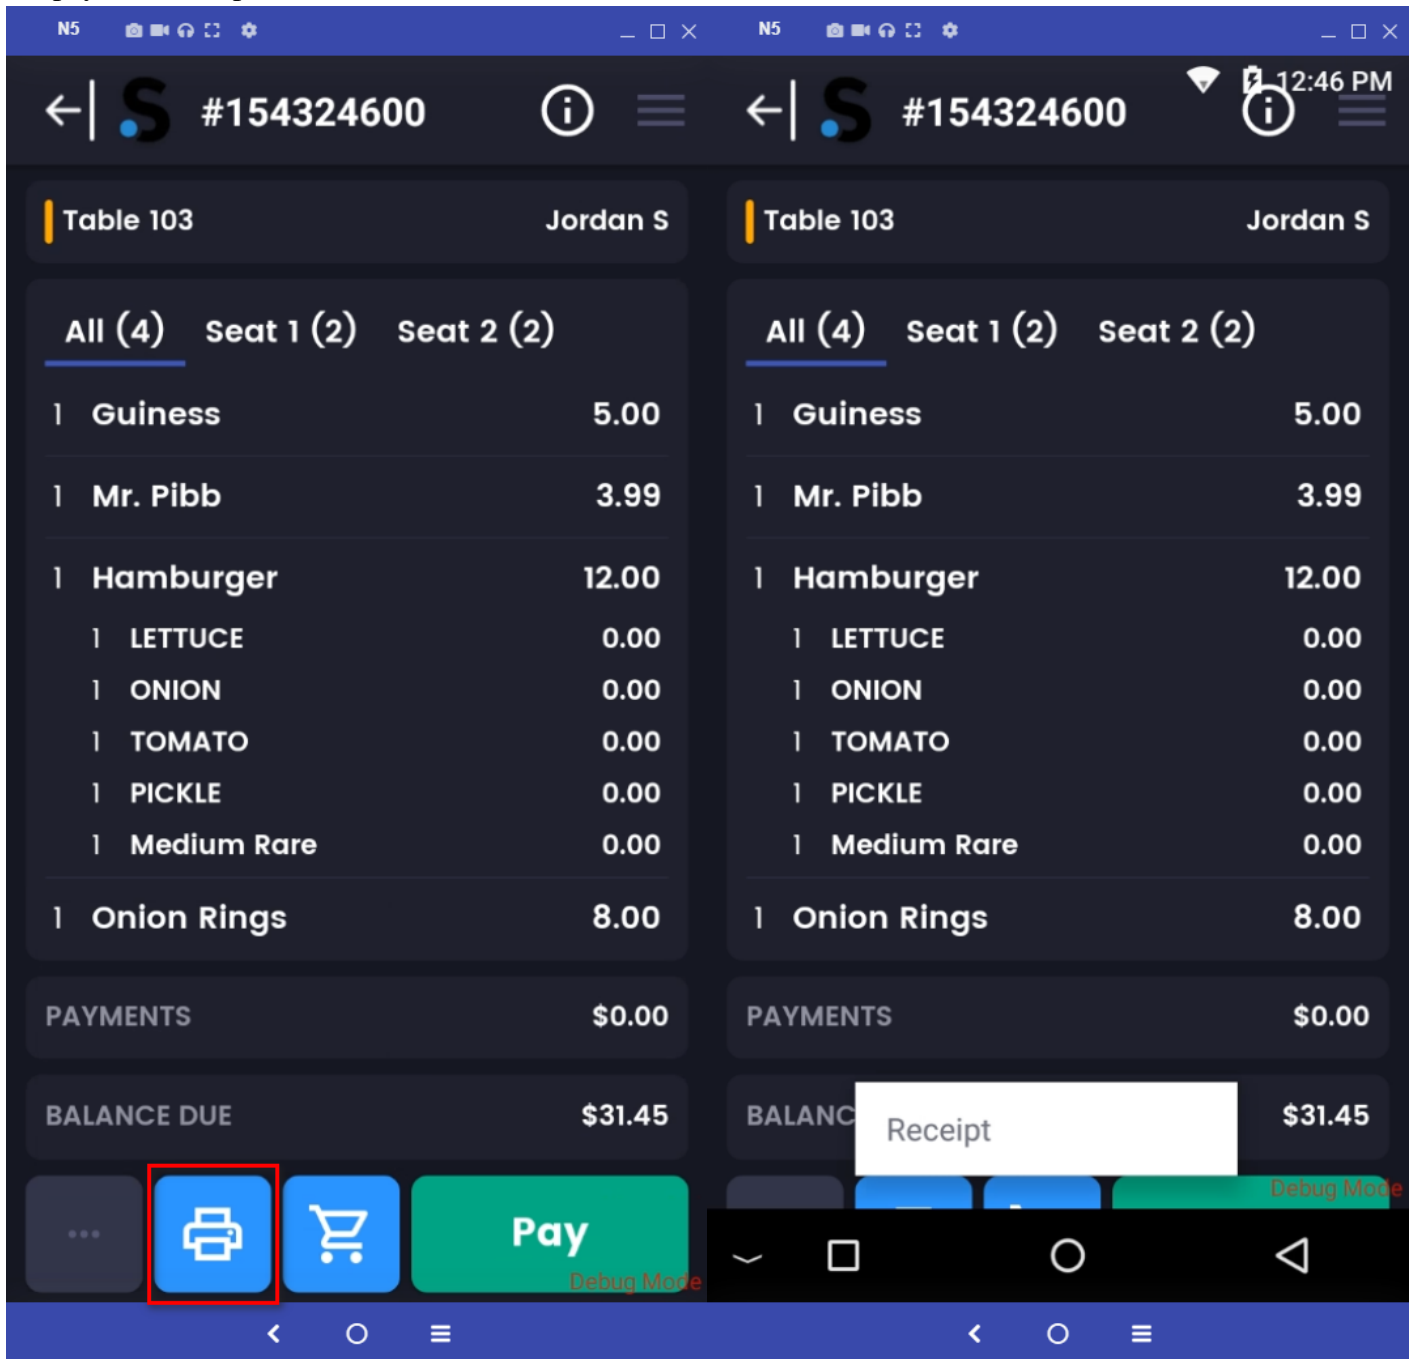 N5
#154324600
Table 103 Jordan S
All (4) Seat 1 (2) Seat 2 (2)
1 Guiness 5.00
1 Mr. Pibb 3.99
1 Hamburger 12.00
1 LETTUCE 0.00
1 ONION 0.00
1 TOMATO 0.00
1 PICKLE 0.00
1 Medium Rare 0.00
1 Onion Rings 8.00
PAYMENTS $0.00
BALANCE DUE $31.45
Pay
Debug Mode
N5
12:46 PM
#154324600
Table 103 Jordan S
All (4) Seat 1 (2) Seat 2 (2)
1 Guiness 5.00
1 Mr. Pibb 3.99
1 Hamburger 12.00
1 LETTUCE 0.00
1 ONION 0.00
1 TOMATO 0.00
1 PICKLE 0.00
1 Medium Rare 0.00
1 Onion Rings 8.00
PAYMENTS $0.00
BALANC $31.45
Receipt
Debug Mode